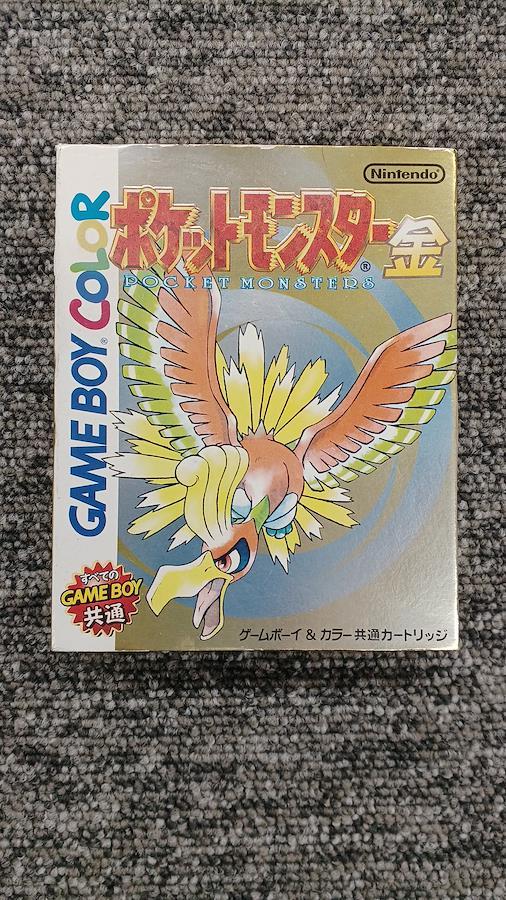 Nintendo
GAME BOY® COLOR
ポケットモンスター®金
POCKET MONSTERS
すべての
GAME BOY
共通
ゲームボーイ & カラー共通カートリッジ